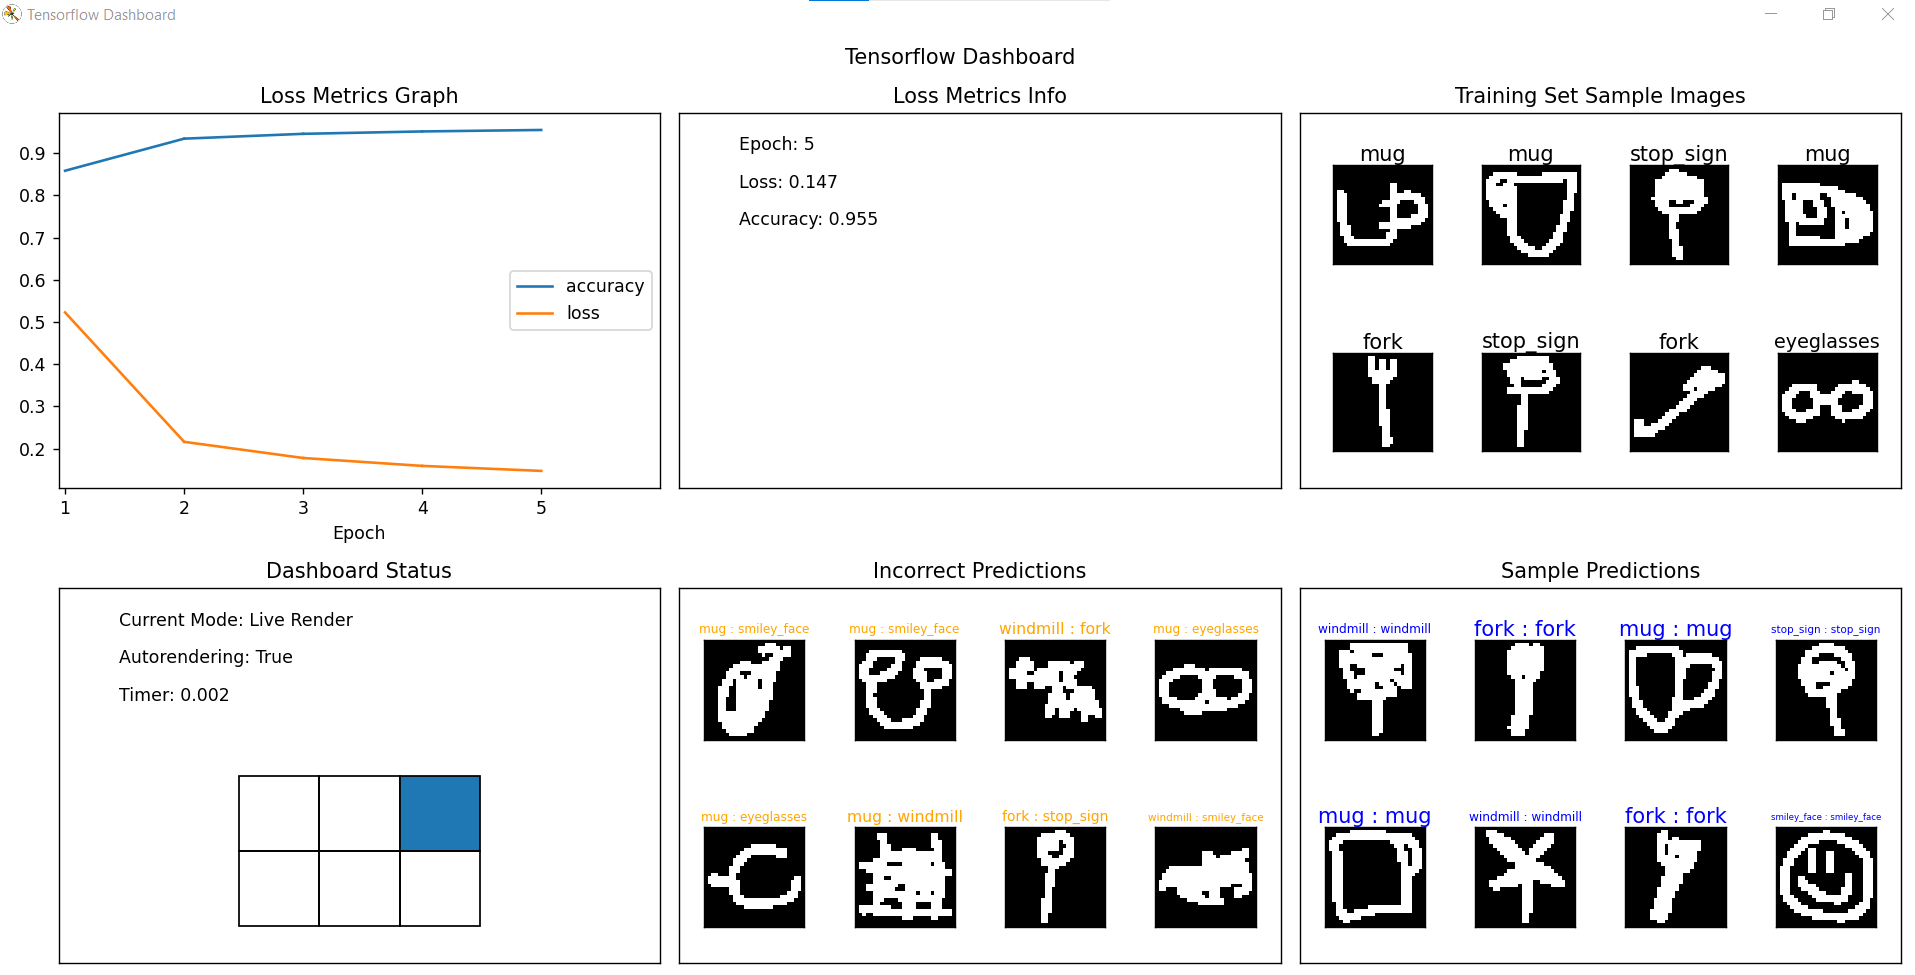 Tensorflow Dashboard
Tensorflow Dashboard
Loss Metrics Graph
0.9
0.8
0.7
0.6
0.5
0.4
0.3
0.2
accuracy
loss
1 2 3 4 5
Epoch
Loss Metrics Info
Epoch: 5
Loss: 0.147
Accuracy: 0.955
Training Set Sample Images
mug mug stop_sign mug
fork stop_sign fork eyeglasses
Dashboard Status
Current Mode: Live Render
Autorendering: True
Timer: 0.002
Incorrect Predictions
mug : smiley_face mug : smiley_face windmill : fork mug : eyeglasses
mug : eyeglasses mug : windmill fork : stop_sign windmill : smiley_face
Sample Predictions
windmill : windmill fork : fork mug : mug stop_sign : stop_sign
mug : mug windmill : windmill fork : fork smiley_face : smiley_face